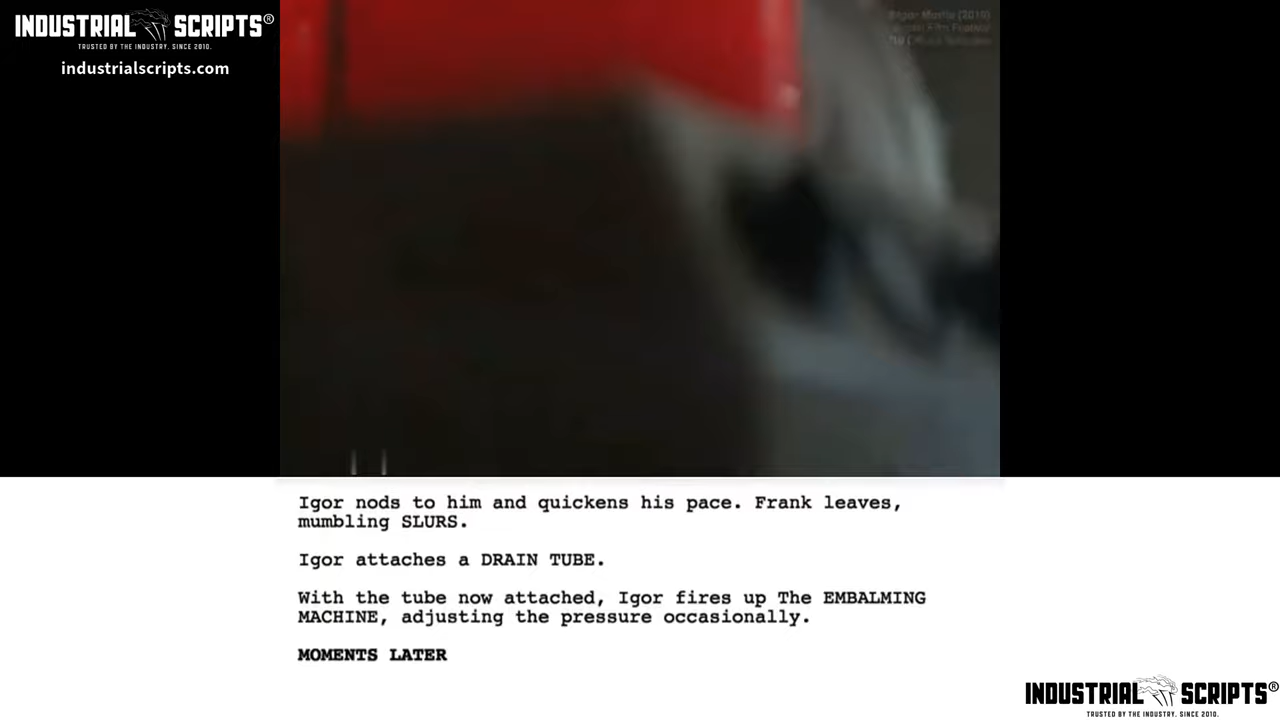 INDUSTRIAL SCRIPTS®
TRUSTED BY THE INDUSTRY. SINCE 2010.
industrialscripts.com
Igor nods to him and quickens his pace. Frank leaves,
mumbling SLURS.
Igor attaches a DRAIN TUBE.
With the tube now attached, Igor fires up The EMBALMING
MACHINE, adjusting the pressure occasionally.
MOMENTS LATER
INDUSTRIAL SCRIPTS®
TRUSTED BY THE INDUSTRY. SINCE 2010.